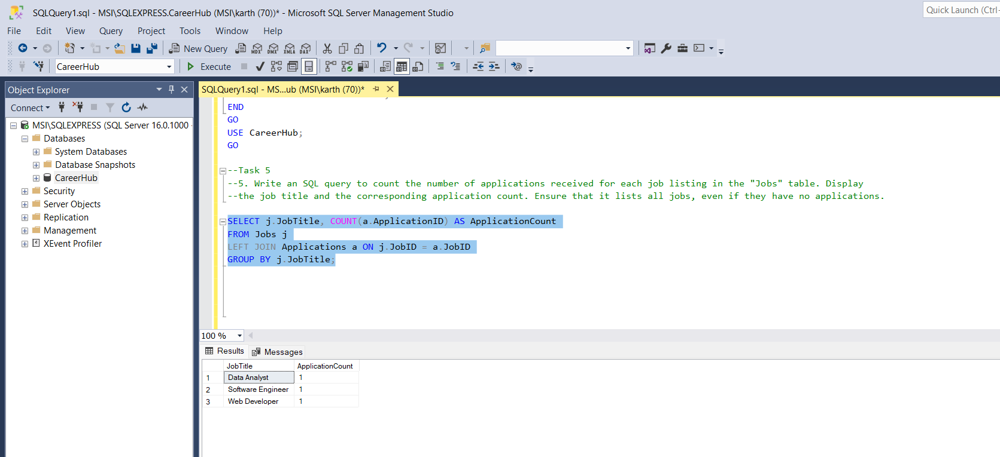 SQLQuery1.sql - MSI\SQLEXPRESS.CareerHub (MSI\karth (70))* - Microsoft SQL Server Management Studio
Quick Launch (Ctrl-
File Edit View Query Project Tools Window Help
New Query MDX DMX XMLA DAX
CareerHub Execute
Object Explorer
Connect
MSI\SQLEXPRESS (SQL Server 16.0.1000 -
Databases
System Databases
Database Snapshots
CareerHub
Security
Server Objects
Replication
Management
XEvent Profiler
SQLQuery1.sql - MS...ub (MSI\karth (70))*
END
GO
USE CareerHub;
GO
--Task 5
--5. Write an SQL query to count the number of applications received for each job listing in the "Jobs" table. Display
--the job title and the corresponding application count. Ensure that it lists all jobs, even if they have no applications.
SELECT j.JobTitle, COUNT(a.ApplicationID) AS ApplicationCount
FROM Jobs j
LEFT JOIN Applications a ON j.JobID = a.JobID
GROUP BY j.JobTitle;
100 %
Results Messages
JobTitle ApplicationCount
1 Data Analyst 1
2 Software Engineer 1
3 Web Developer 1